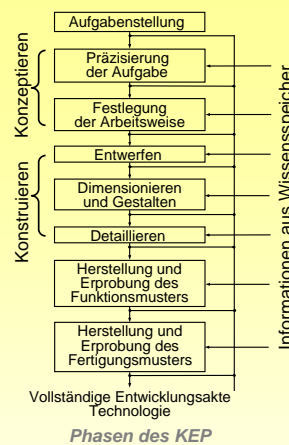 Aufgabenstellung
Konzeptieren
Präzisierung
der Aufgabe
Festlegung
der Arbeitsweise
Konstruieren
Entwerfen
Dimensionieren
und Gestalten
Detaillieren
Herstellung und
Erprobung des
Funktionsmusters
Herstellung und
Erprobung des
Fertigungsmusters
Informationen aus Wissensspeicher
Vollständige Entwicklungsakte
Technologie
Phasen des KEP